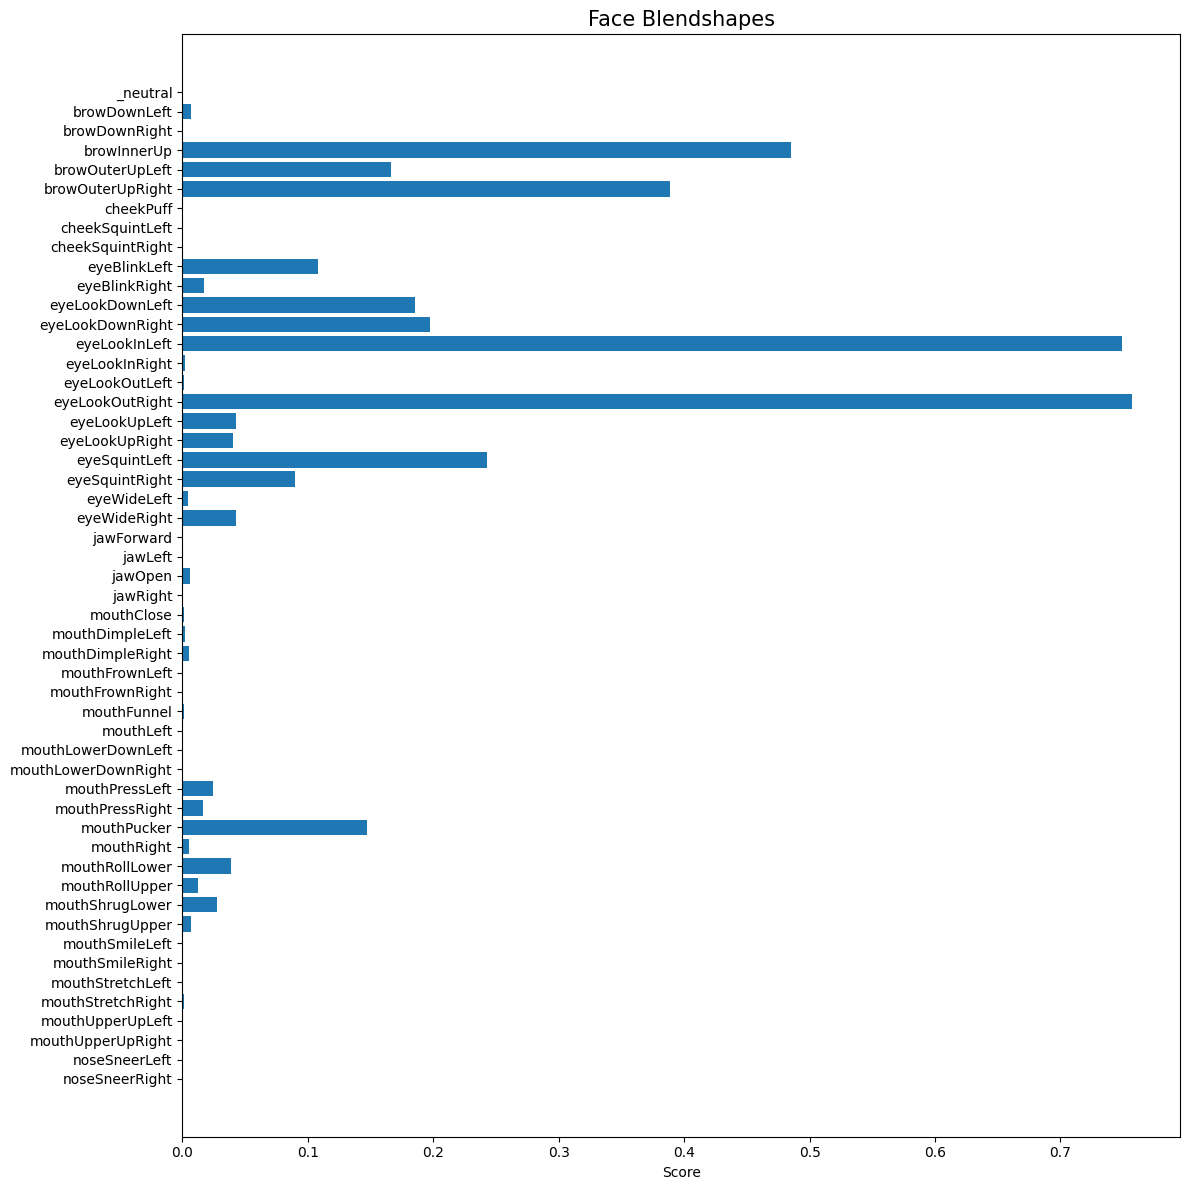 Face Blendshapes
_neutral
browDownLeft
browDownRight
browInnerUp
browOuterUpLeft
browOuterUpRight
cheekPuff
cheekSquintLeft
cheekSquintRight
eyeBlinkLeft
eyeBlinkRight
eyeLookDownLeft
eyeLookDownRight
eyeLookInLeft
eyeLookInRight
eyeLookOutLeft
eyeLookOutRight
eyeLookUpLeft
eyeLookUpRight
eyeSquintLeft
eyeSquintRight
eyeWideLeft
eyeWideRight
jawForward
jawLeft
jawOpen
jawRight
mouthClose
mouthDimpleLeft
mouthDimpleRight
mouthFrownLeft
mouthFrownRight
mouthFunnel
mouthLeft
mouthLowerDownLeft
mouthLowerDownRight
mouthPressLeft
mouthPressRight
mouthPucker
mouthRight
mouthRollLower
mouthRollUpper
mouthShrugLower
mouthShrugUpper
mouthSmileLeft
mouthSmileRight
mouthStretchLeft
mouthStretchRight
mouthUpperUpLeft
mouthUpperUpRight
noseSneerLeft
noseSneerRight
0.0 0.1 0.2 0.3 0.4 0.5 0.6 0.7
Score